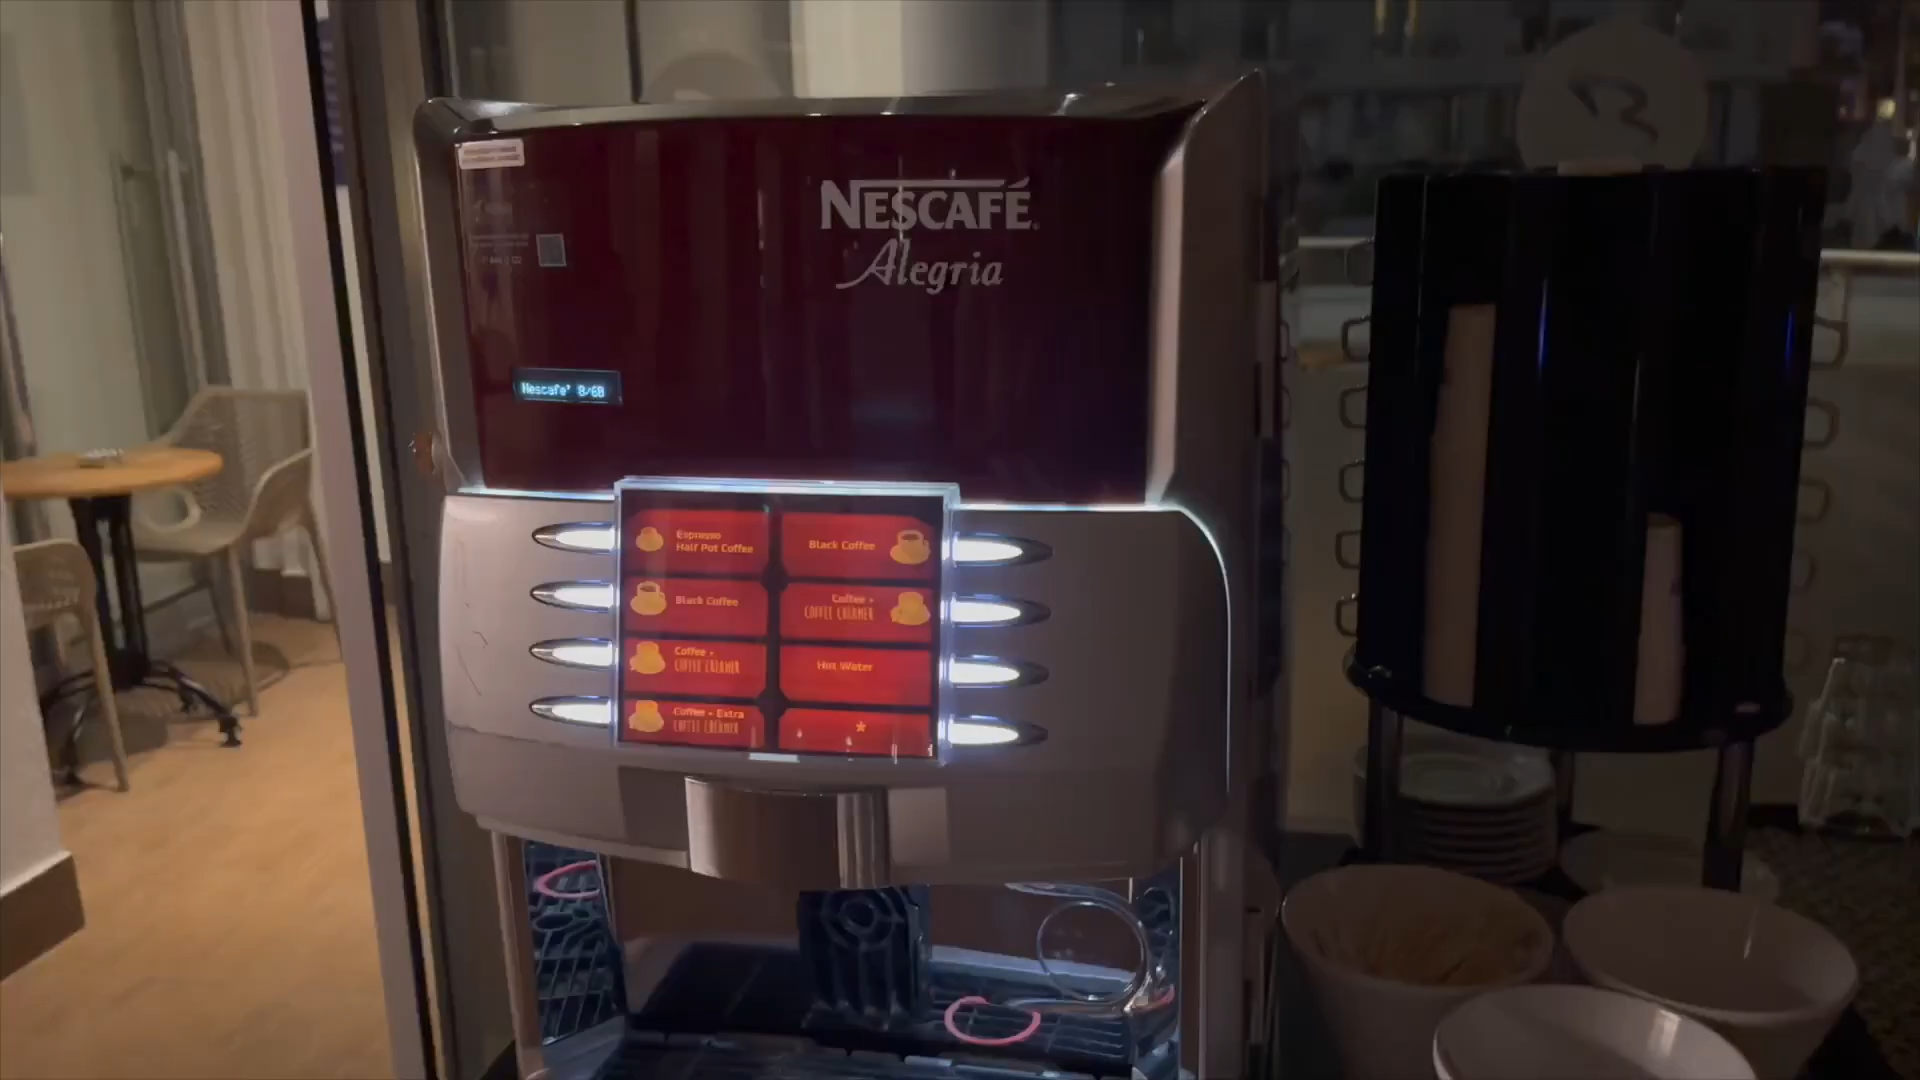 NESCAFÉ
Alegria
Nescafe' 8/60
Espresso
Half Pot Coffee
Black Coffee
Black Coffee
Coffee +
COFFEE CREAMER
Coffee +
COFFEE CREAMER
Hot Water
Coffee + Extra
COFFEE CREAMER
*